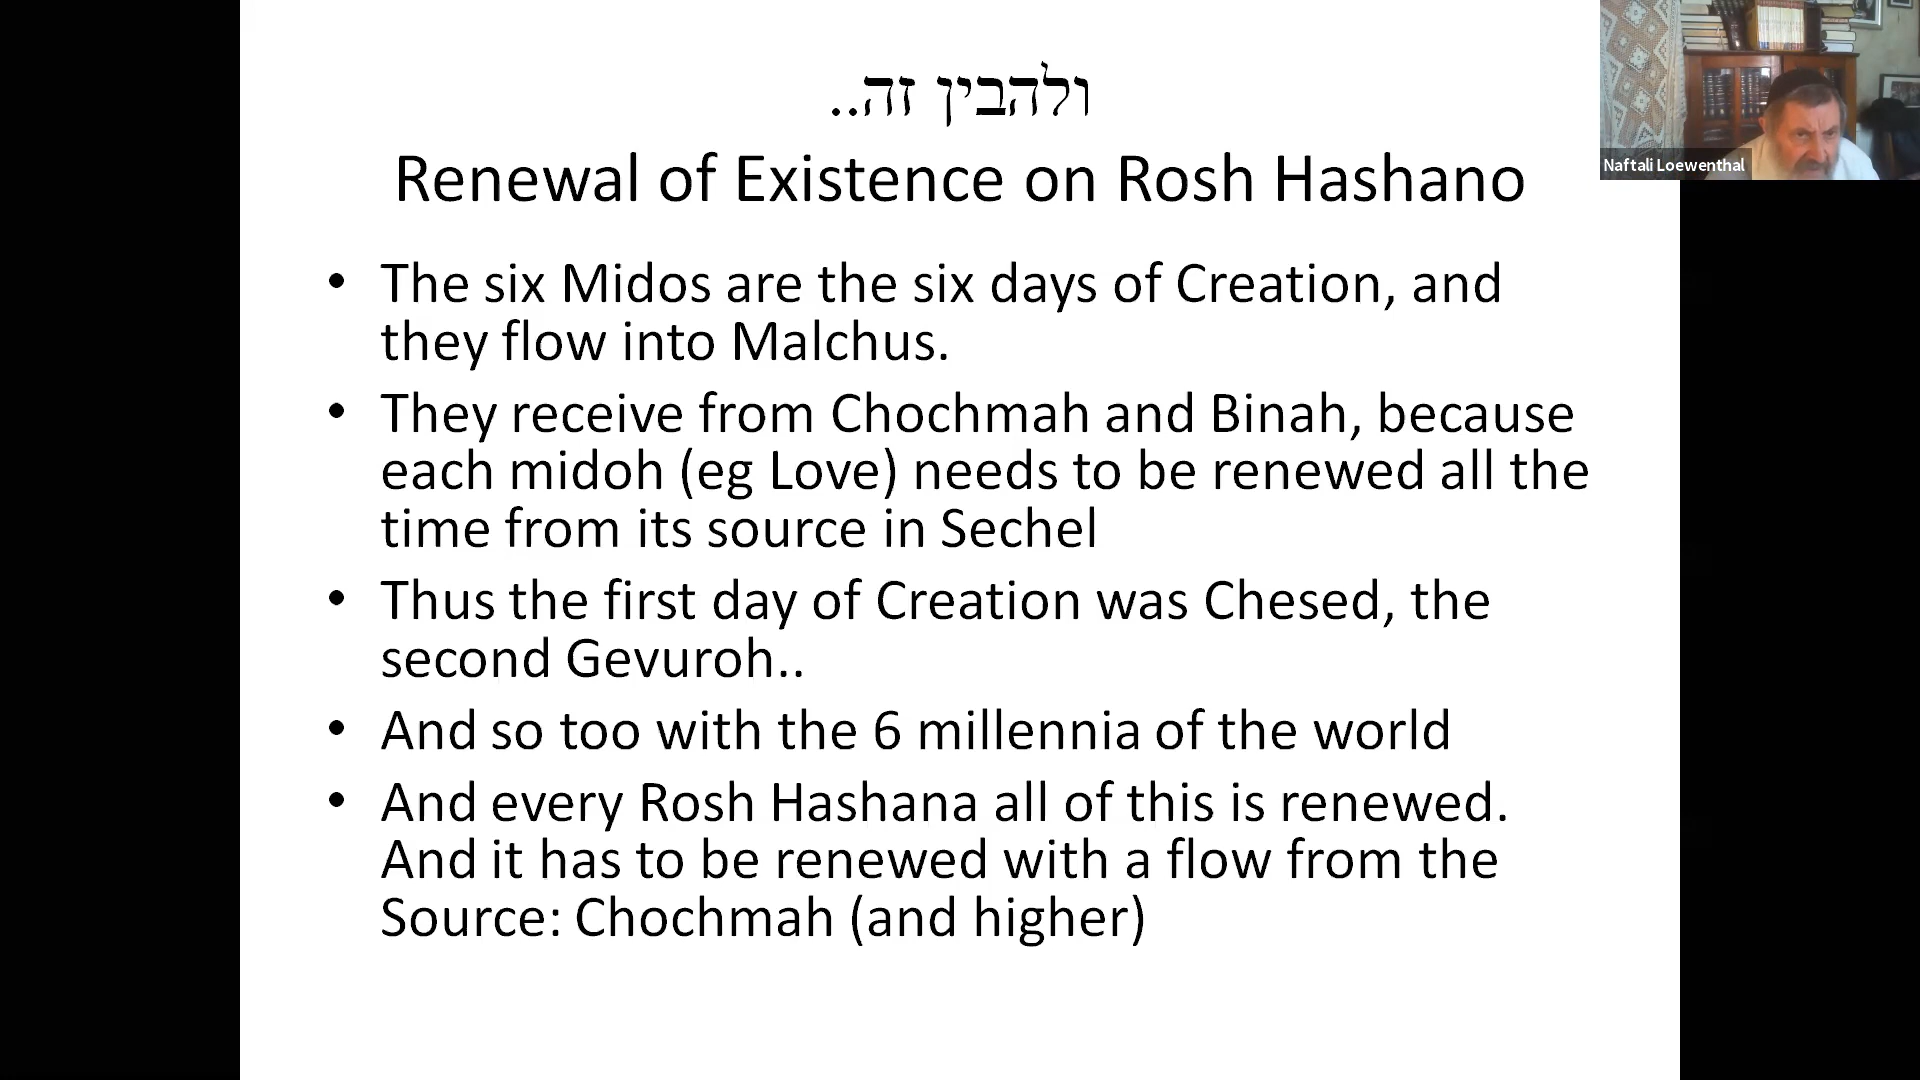 ולהבין זה..
Renewal of Existence on Rosh Hashano
• The six Midos are the six days of Creation, and
they flow into Malchus.
• They receive from Chochmah and Binah, because
each midoh (eg Love) needs to be renewed all the
time from its source in Sechel
• Thus the first day of Creation was Chesed, the
second Gevuroh..
• And so too with the 6 millennia of the world
• And every Rosh Hashana all of this is renewed.
And it has to be renewed with a flow from the
Source: Chochmah (and higher)
Naftali Loewenthal